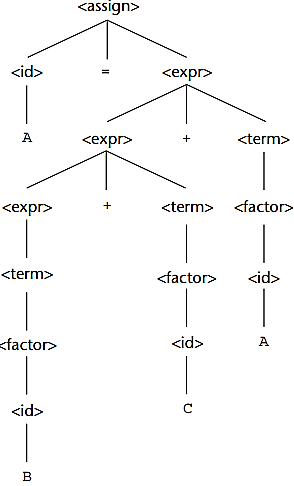 <assign>
<id> = <expr>
A <expr> + <term>
<expr> + <term> <factor>
<term> <factor> <id>
<factor> <id> A
<id> C
B